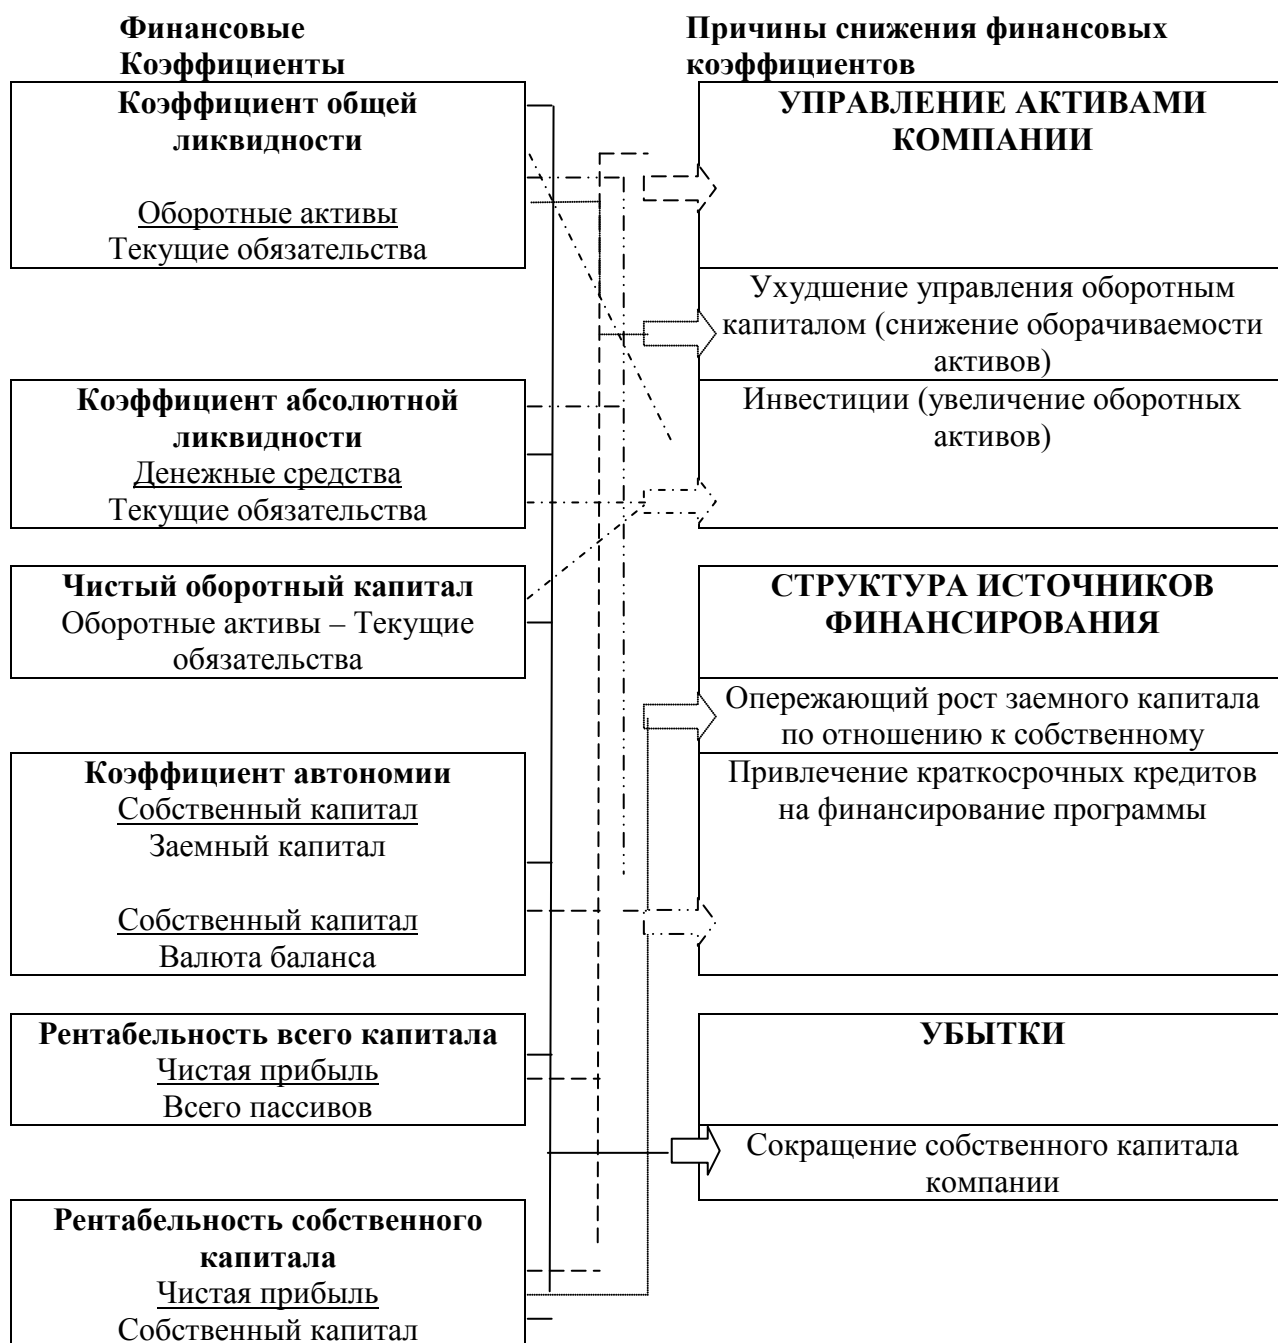 Финансовые
Коэффициенты
Коэффициент общей
ликвидности
Оборотные активы
Текущие обязательства
Коэффициент абсолютной
ликвидности
Денежные средства
Текущие обязательства
Чистый оборотный капитал
Оборотные активы – Текущие
обязательства
Коэффициент автономии
Собственный капитал
Заемный капитал
Собственный капитал
Валюта баланса
Рентабельность всего капитала
Чистая прибыль
Всего пассивов
Рентабельность собственного
капитала
Чистая прибыль
Собственный капитал
Причины снижения финансовых
коэффициентов
УПРАВЛЕНИЕ АКТИВАМИ
КОМПАНИИ
Ухудшение управления оборотным
капиталом (снижение оборачиваемости
активов)
Инвестиции (увеличение оборотных
активов)
СТРУКТУРА ИСТОЧНИКОВ
ФИНАНСИРОВАНИЯ
Опережающий рост заемного капитала
по отношению к собственному
Привлечение краткосрочных кредитов
на финансирование программы
УБЫТКИ
Сокращение собственного капитала
компании